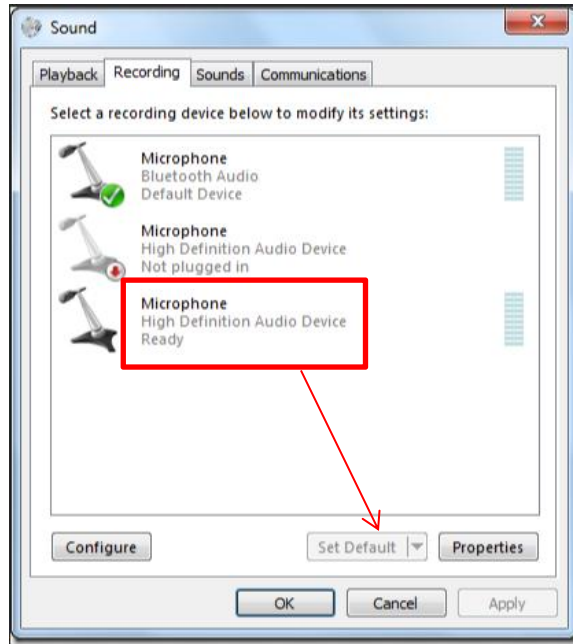 Sound
Playback Recording Sounds Communications
Select a recording device below to modify its settings:
Microphone
Bluetooth Audio
Default Device
Microphone
High Definition Audio Device
Not plugged in
Microphone
High Definition Audio Device
Ready
Configure Set Default Properties
OK Cancel Apply